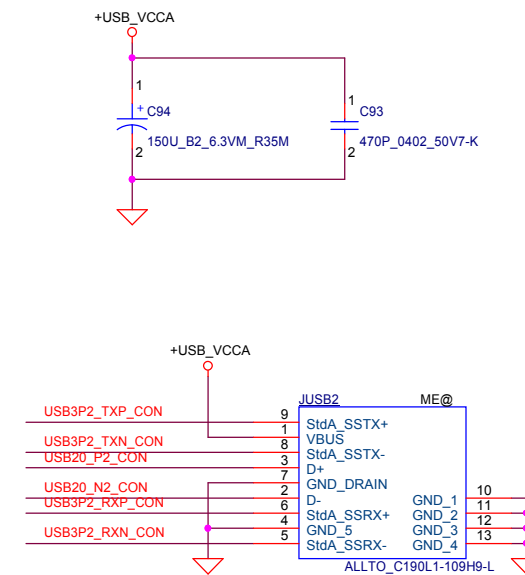 +USB_VCCA
1
1
+ C94
C93
150U_B2_6.3VM_R35M
470P_0402_50V7-K
2
2
+USB_VCCA
JUSB2 ME@
USB3P2_TXP_CON 9 StdA_SSTX+
1 VBUS
USB3P2_TXN_CON 8 StdA_SSTX-
USB20_P2_CON 3 D+
7 GND_DRAIN
USB20_N2_CON 2 D- GND_1 10
USB3P2_RXP_CON 6 StdA_SSRX+ GND_2 11
4 GND_5 GND_3 12
USB3P2_RXN_CON 5 StdA_SSRX- GND_4 13
ALLTO_C190L1-109H9-L